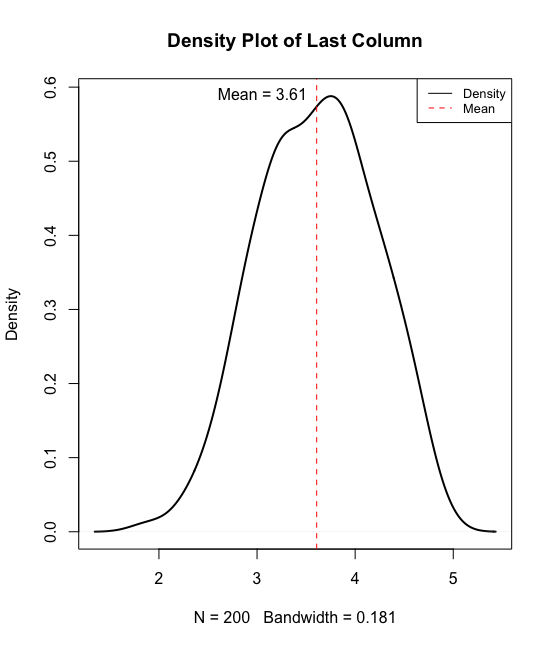 Density Plot of Last Column
Mean = 3.61
Density
Mean
Density
0.6
0.5
0.4
0.3
0.2
0.1
0.0
2 3 4 5
N = 200 Bandwidth = 0.181